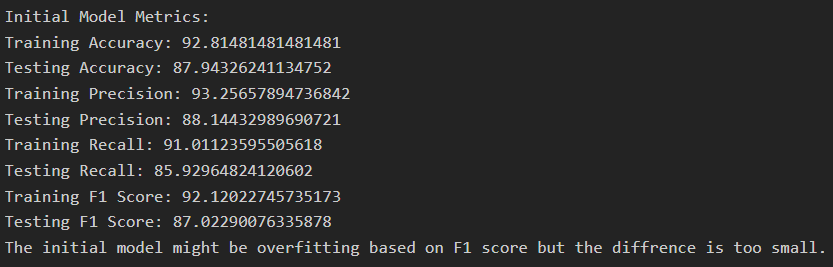 Initial Model Metrics:
Training Accuracy: 92.81481481481481
Testing Accuracy: 87.94326241134752
Training Precision: 93.25657894736842
Testing Precision: 88.14432989690721
Training Recall: 91.01123595505618
Testing Recall: 85.92964824120602
Training F1 Score: 92.12022745735173
Testing F1 Score: 87.02290076335878
The initial model might be overfitting based on F1 score but the diffrence is too small.